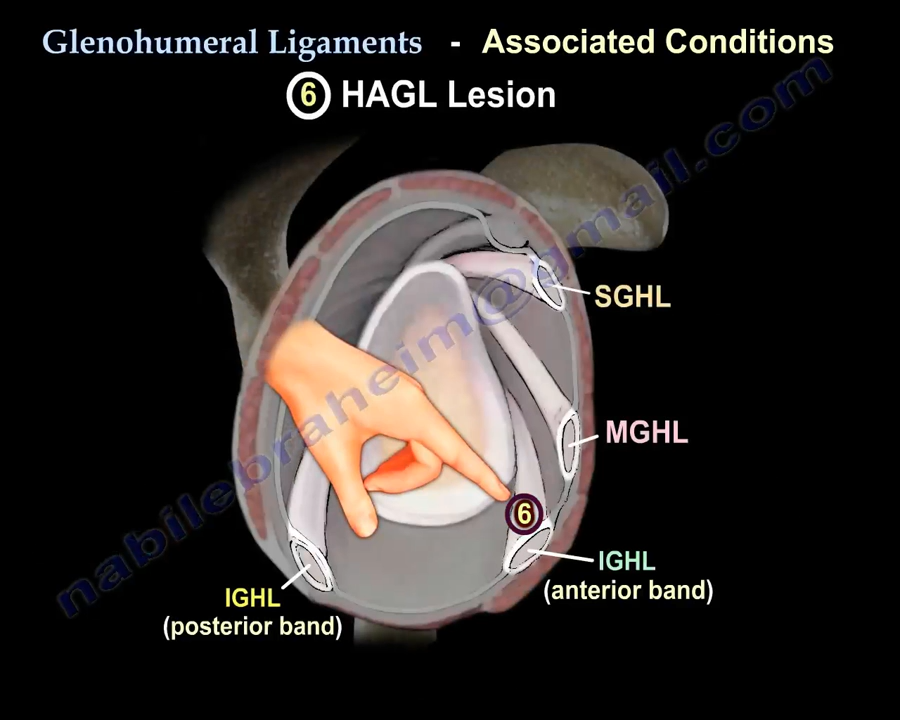 Glenohumeral Ligaments - Associated Conditions
6 HAGL Lesion
SGHL
MGHL
6
IGHL
(anterior band)
IGHL
(posterior band)
nabilebraheim@gmail.com